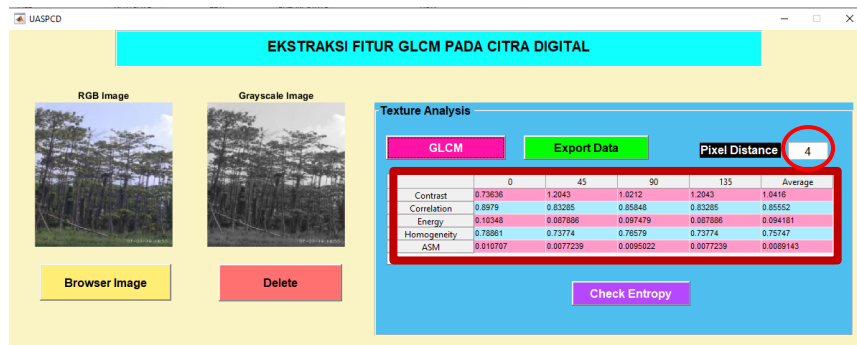 UASPCD
EKSTRAKSI FITUR GLCM PADA CITRA DIGITAL
RGB Image
Grayscale Image
Texture Analysis
GLCM
Export Data
Pixel Distance
4
0 45 90 135 Average
Contrast 0.73636 1.2043 1.0212 1.2043 1.0416
Correlation 0.8979 0.83285 0.85848 0.83285 0.85552
Energy 0.10348 0.087886 0.097479 0.087886 0.094181
Homogeneity 0.78861 0.73774 0.76579 0.73774 0.75747
ASM 0.010707 0.0077239 0.0095022 0.0077239 0.0089143
Browser Image
Delete
Check Entropy